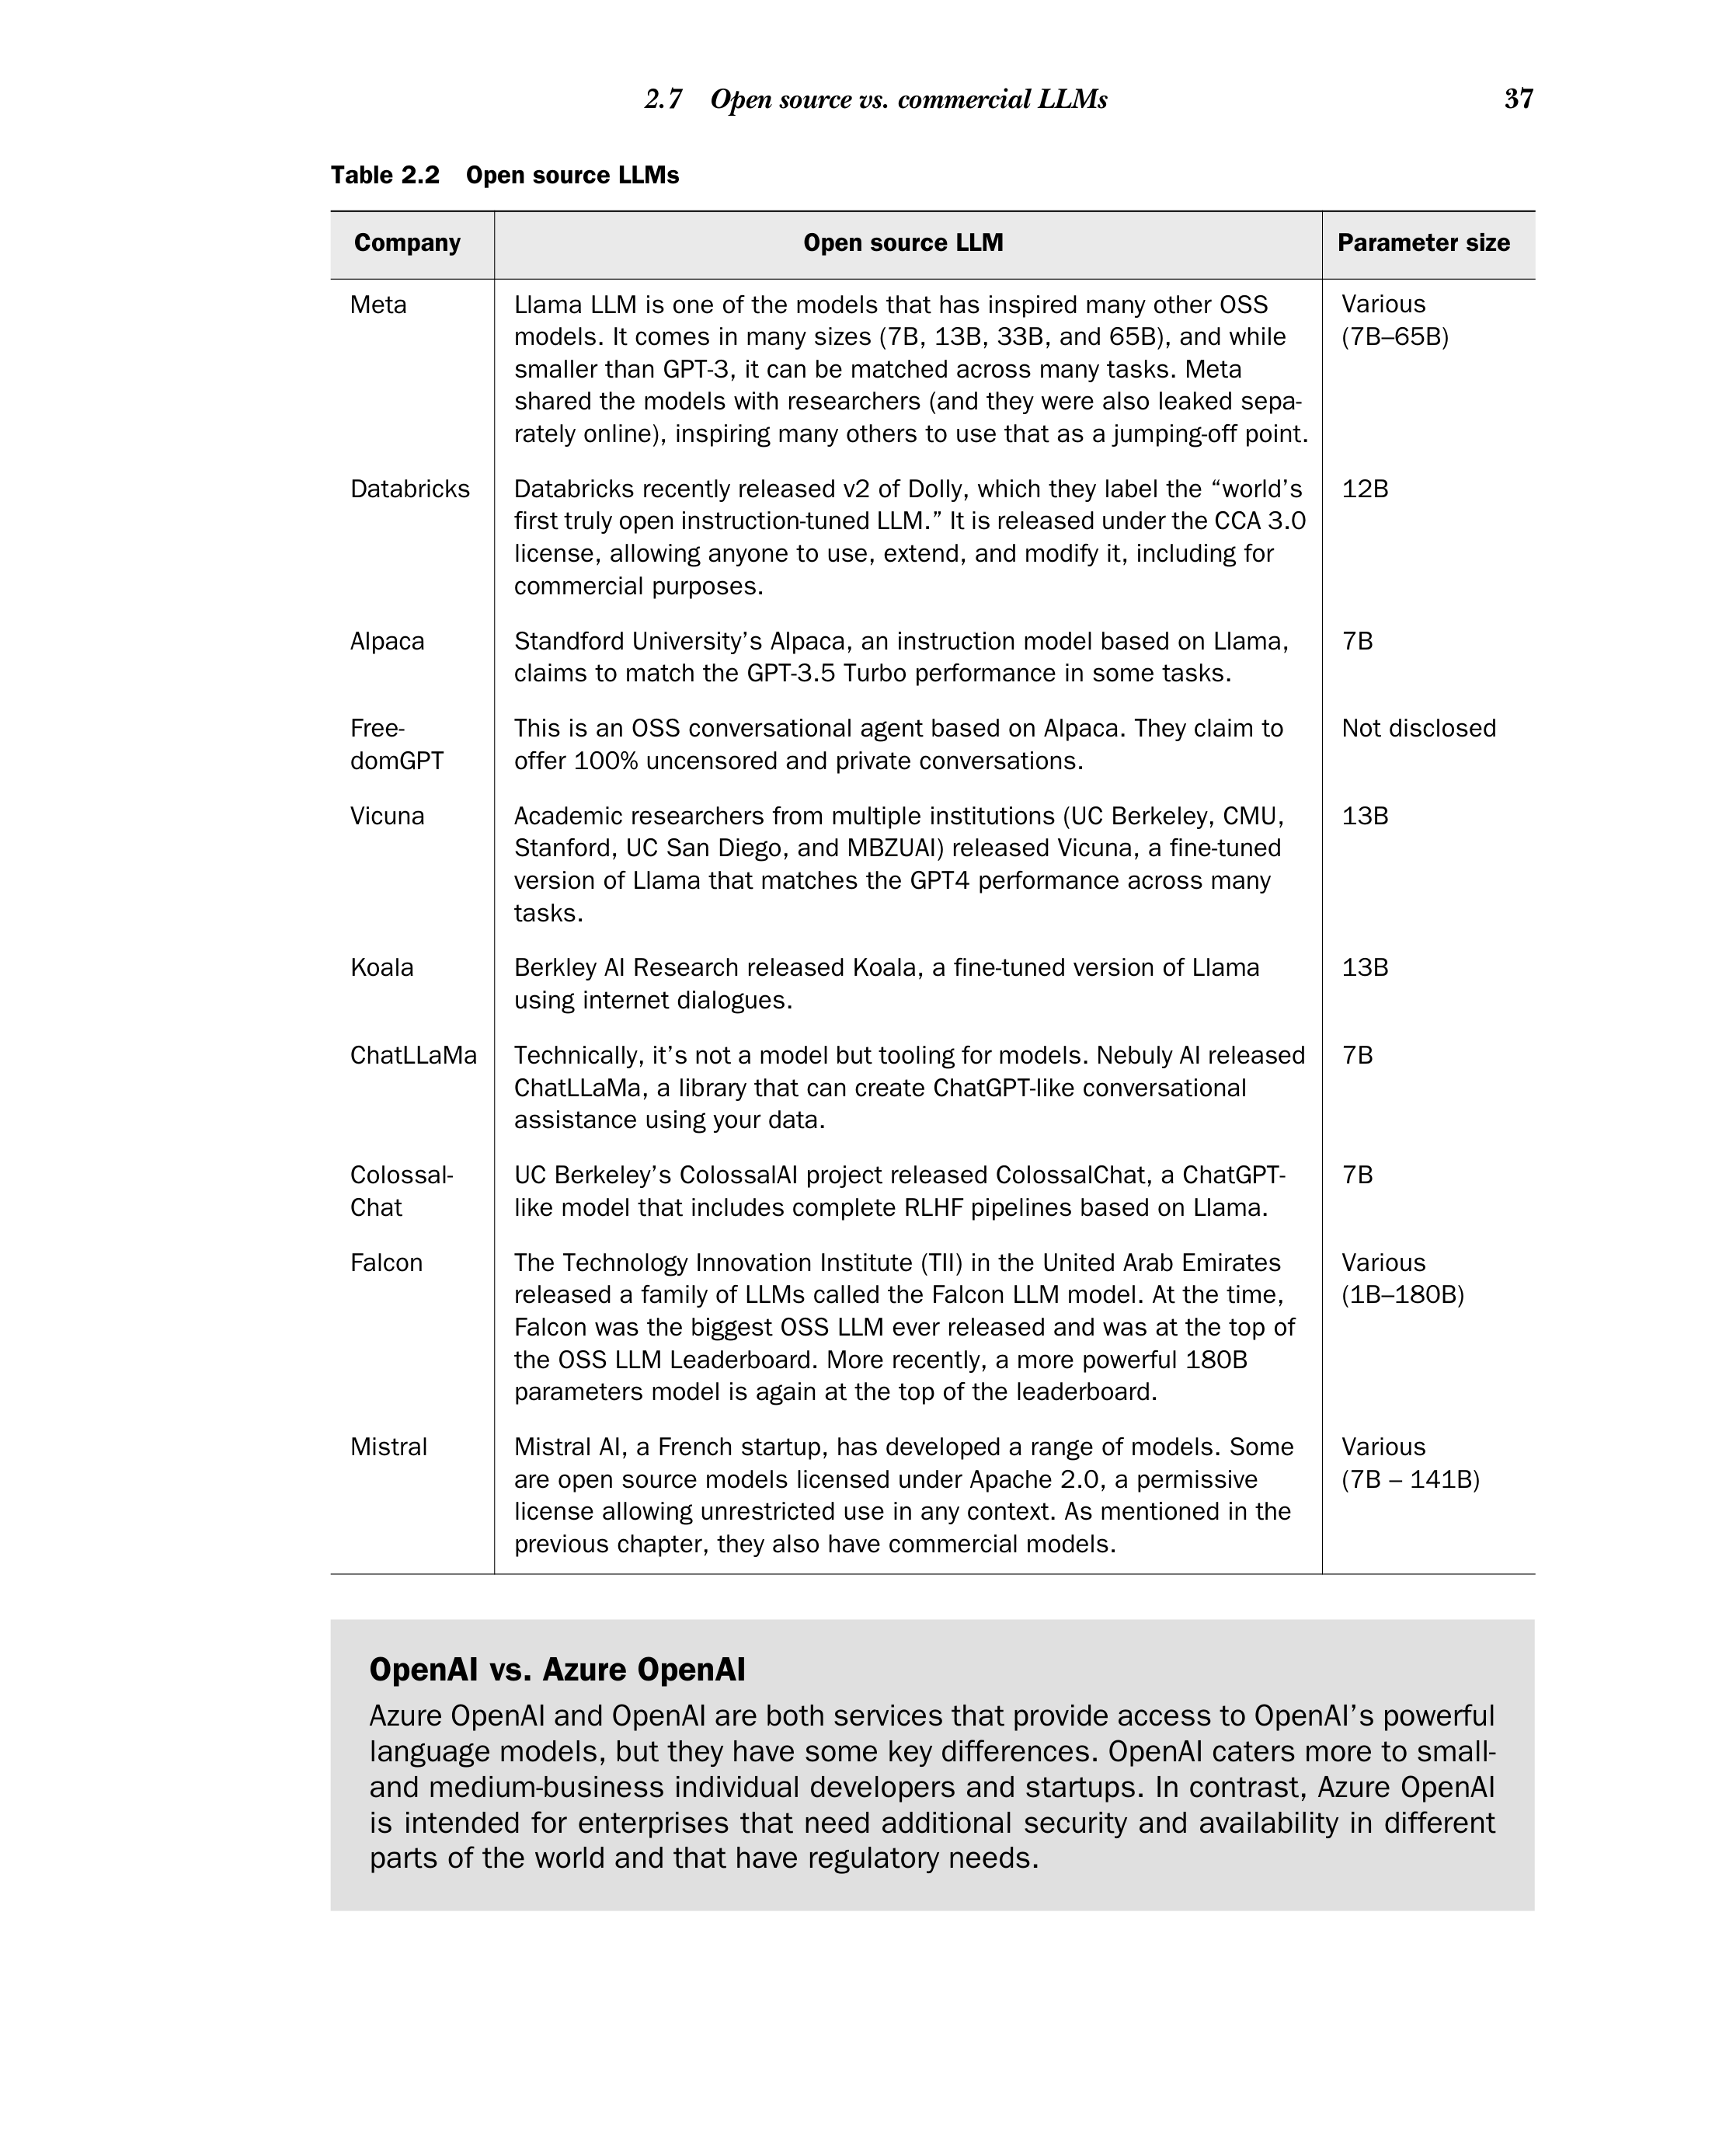 2.7 Open source vs. commercial LLMs 37
Table 2.2 Open source LLMs
Company Open source LLM Parameter size
Meta Llama LLM is one of the models that has inspired many other OSS Various
models. It comes in many sizes (7B, 13B, 33B, and 65B), and while (7B–65B)
smaller than GPT-3, it can be matched across many tasks. Meta
shared the models with researchers (and they were also leaked sepa-
rately online), inspiring many others to use that as a jumping-off point.
Databricks Databricks recently released v2 of Dolly, which they label the “world’s 12B
first truly open instruction-tuned LLM.” It is released under the CCA 3.0
license, allowing anyone to use, extend, and modify it, including for
commercial purposes.
Alpaca Standford University’s Alpaca, an instruction model based on Llama, 7B
claims to match the GPT-3.5 Turbo performance in some tasks.
Free- This is an OSS conversational agent based on Alpaca. They claim to Not disclosed
domGPT offer 100% uncensored and private conversations.
Vicuna Academic researchers from multiple institutions (UC Berkeley, CMU, 13B
Stanford, UC San Diego, and MBZUAI) released Vicuna, a fine-tuned
version of Llama that matches the GPT4 performance across many
tasks.
Koala Berkley AI Research released Koala, a fine-tuned version of Llama 13B
using internet dialogues.
ChatLLaMa Technically, it’s not a model but tooling for models. Nebuly AI released 7B
ChatLLaMa, a library that can create ChatGPT-like conversational
assistance using your data.
Colossal- UC Berkeley’s ColossalAI project released ColossalChat, a ChatGPT- 7B
Chat like model that includes complete RLHF pipelines based on Llama.
Falcon The Technology Innovation Institute (TII) in the United Arab Emirates Various
released a family of LLMs called the Falcon LLM model. At the time, (1B–180B)
Falcon was the biggest OSS LLM ever released and was at the top of
the OSS LLM Leaderboard. More recently, a more powerful 180B
parameters model is again at the top of the leaderboard.
Mistral Mistral AI, a French startup, has developed a range of models. Some Various
are open source models licensed under Apache 2.0, a permissive (7B – 141B)
license allowing unrestricted use in any context. As mentioned in the
previous chapter, they also have commercial models.
OpenAI vs. Azure OpenAI
Azure OpenAI and OpenAI are both services that provide access to OpenAI’s powerful
language models, but they have some key differences. OpenAI caters more to small-
and medium-business individual developers and startups. In contrast, Azure OpenAI
is intended for enterprises that need additional security and availability in different
parts of the world and that have regulatory needs.